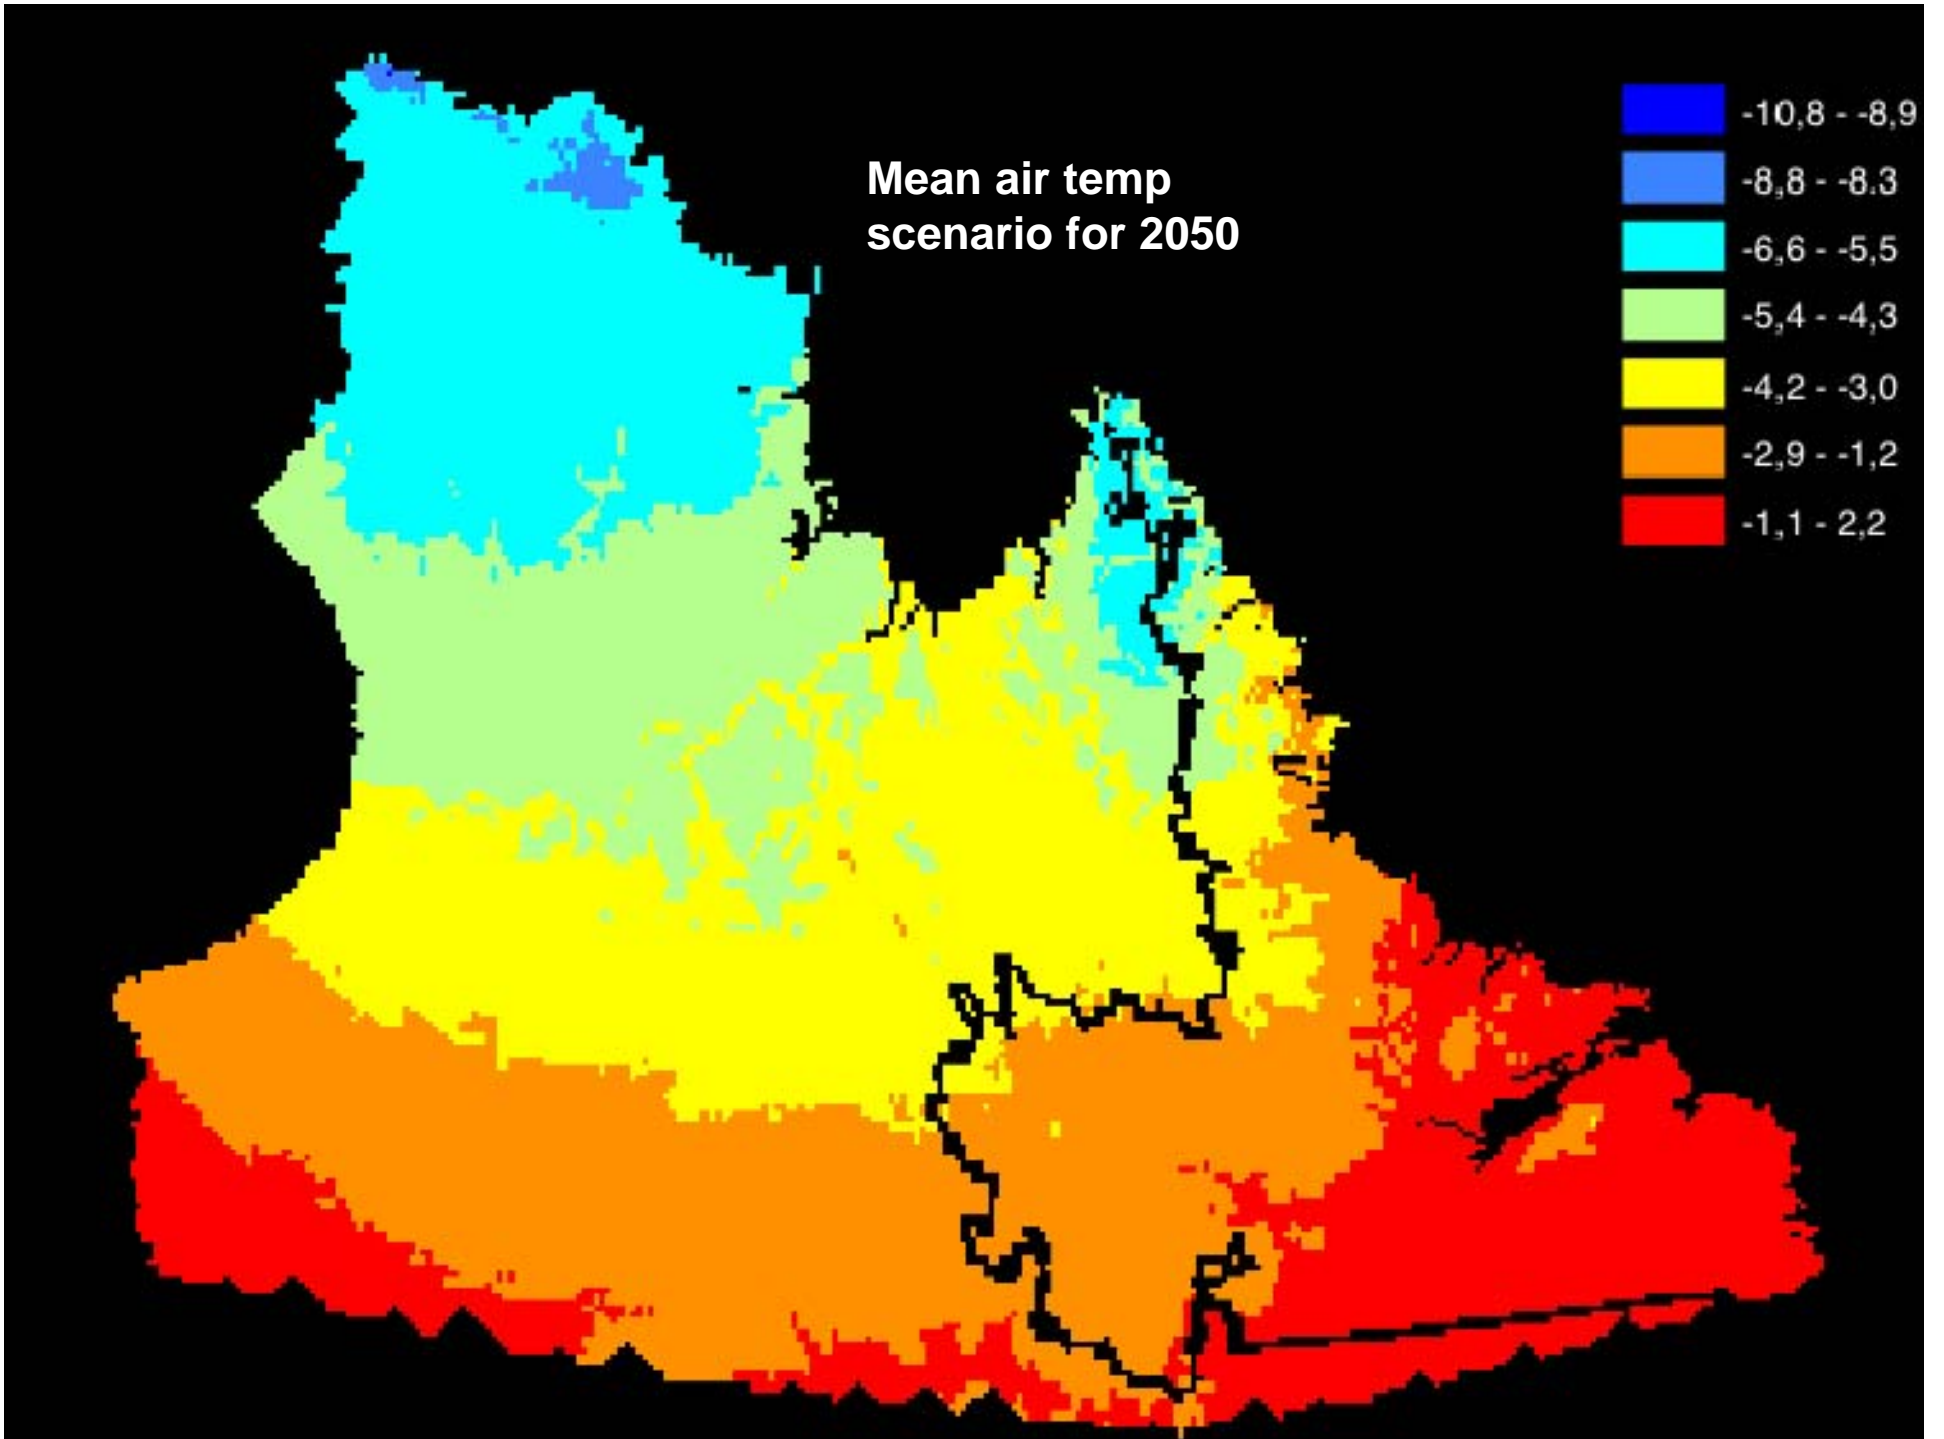 Mean air temp
scenario for 2050
-10,8 - -8,9
-8,8 - -8.3
-6,6 - -5,5
-5,4 - -4,3
-4,2 - -3,0
-2,9 - -1,2
-1,1 - 2,2